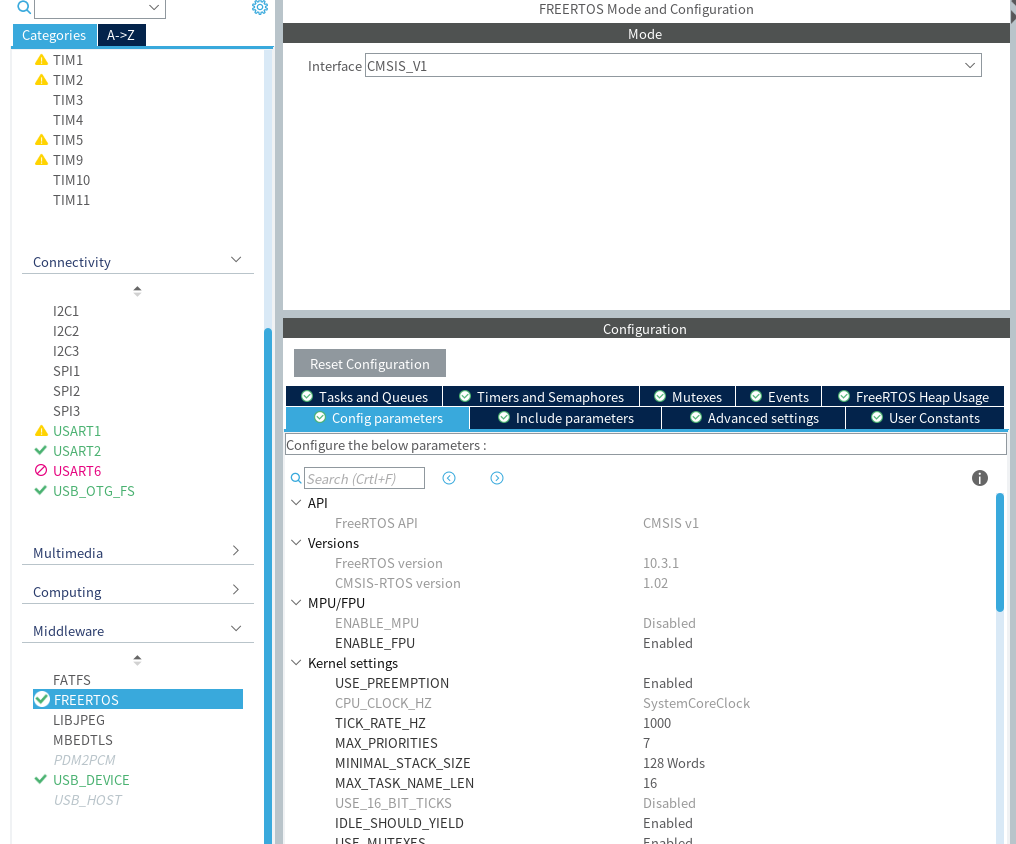 Categories A->Z
TIM1
TIM2
TIM3
TIM4
TIM5
TIM9
TIM10
TIM11
Connectivity
I2C1
I2C2
I2C3
SPI1
SPI2
SPI3
USART1
USART2
USART6
USB_OTG_FS
Multimedia
Computing
Middleware
FATFS
FREERTOS
LIBJPEG
MBEDTLS
PDM2PCM
USB_DEVICE
USB_HOST
FREERTOS Mode and Configuration
Mode
Interface CMSIS_V1
Configuration
Reset Configuration
Tasks and Queues Timers and Semaphores Mutexes Events FreeRTOS Heap Usage
Config parameters Include parameters Advanced settings User Constants
Configure the below parameters :
Search (Crtl+F)
API
FreeRTOS API CMSIS v1
Versions
FreeRTOS version 10.3.1
CMSIS-RTOS version 1.02
MPU/FPU
ENABLE_MPU Disabled
ENABLE_FPU Enabled
Kernel settings
USE_PREEMPTION Enabled
CPU_CLOCK_HZ SystemCoreClock
TICK_RATE_HZ 1000
MAX_PRIORITIES 7
MINIMAL_STACK_SIZE 128 Words
MAX_TASK_NAME_LEN 16
USE_16_BIT_TICKS Disabled
IDLE_SHOULD_YIELD Enabled
USE_MUTEXES Enabled